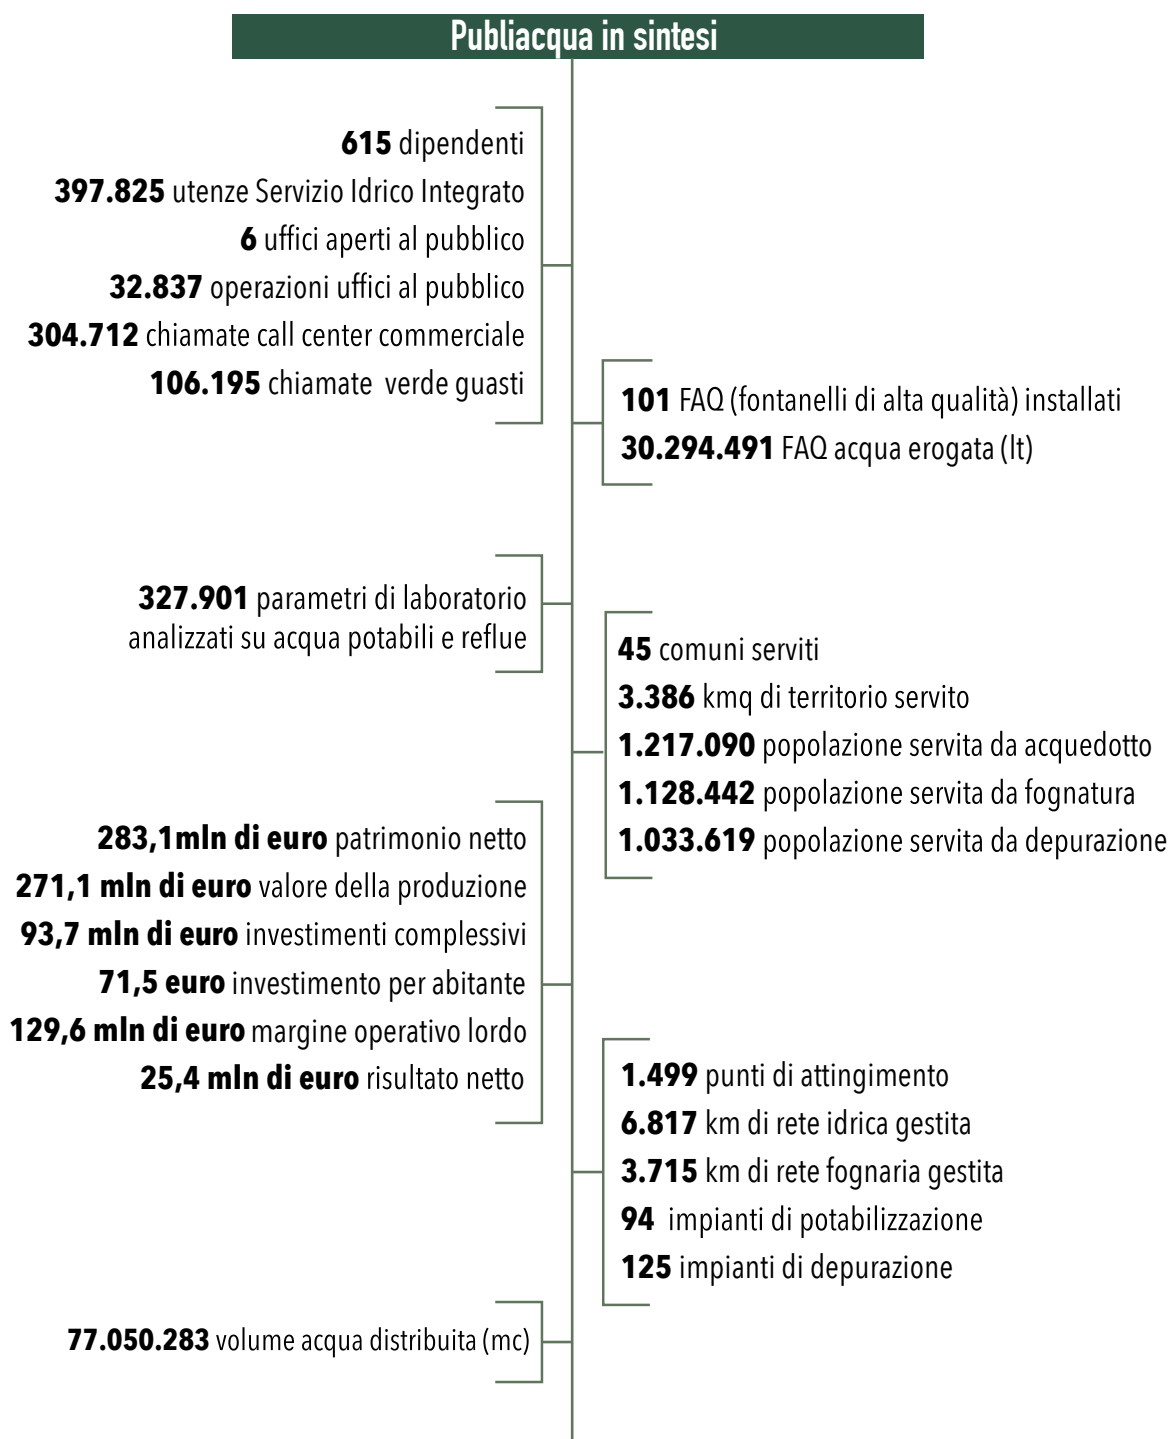 Publiacqua in sintesi
615 dipendenti
397.825 utenze Servizio Idrico Integrato
6 uffici aperti al pubblico
32.837 operazioni uffici al pubblico
304.712 chiamate call center commerciale
106.195 chiamate verde guasti
101 FAQ (fontanelli di alta qualità) installati
30.294.491 FAQ acqua erogata (lt)
327.901 parametri di laboratorio
analizzati su acqua potabili e reflue
45 comuni serviti
3.386 kmq di territorio servito
1.217.090 popolazione servita da acquedotto
1.128.442 popolazione servita da fognatura
1.033.619 popolazione servita da depurazione
283,1mln di euro patrimonio netto
271,1 mln di euro valore della produzione
93,7 mln di euro investimenti complessivi
71,5 euro investimento per abitante
129,6 mln di euro margine operativo lordo
25,4 mln di euro risultato netto
1.499 punti di attingimento
6.817 km di rete idrica gestita
3.715 km di rete fognaria gestita
94 impianti di potabilizzazione
125 impianti di depurazione
77.050.283 volume acqua distribuita (mc)